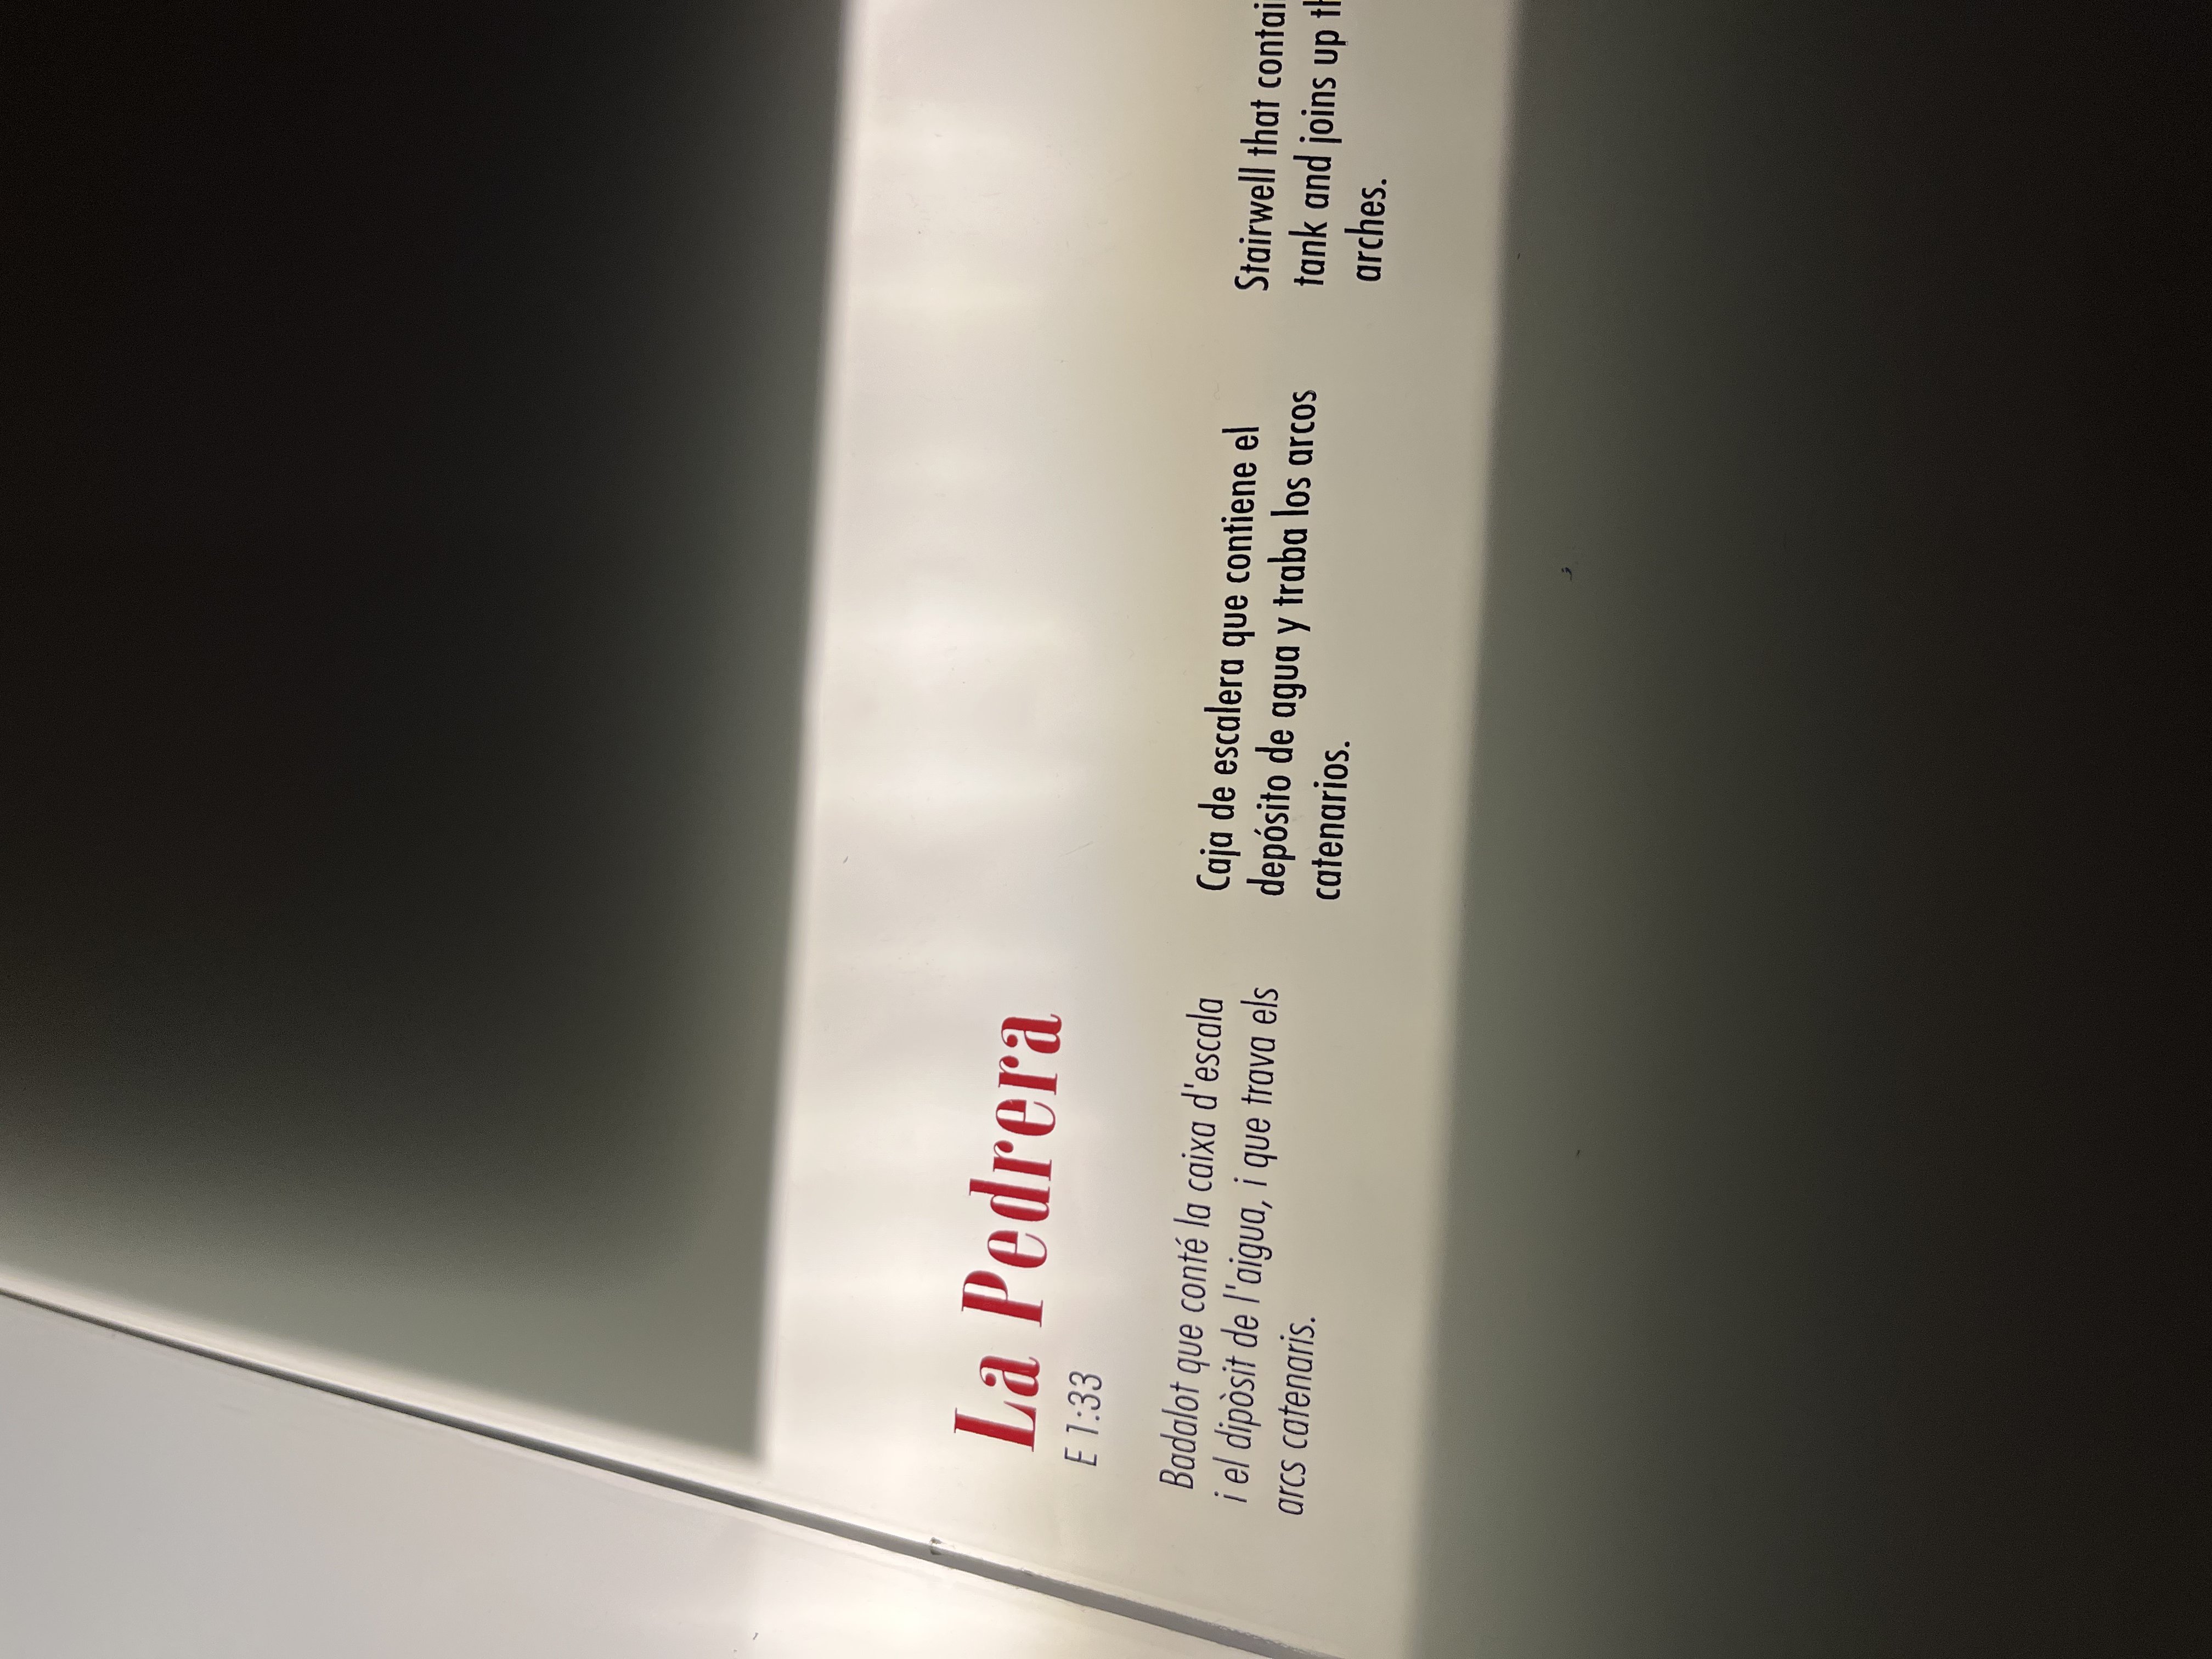 La Pedrera
E 1:33
Badalot que conté la caixa d'escala
i el dipòsit de l'aigua, i que trava els
arcs catenaris.
Caja de escalera que contiene el
depósito de agua y traba los arcos
catenarios.
Stairwell that
tank and joins up
arches.